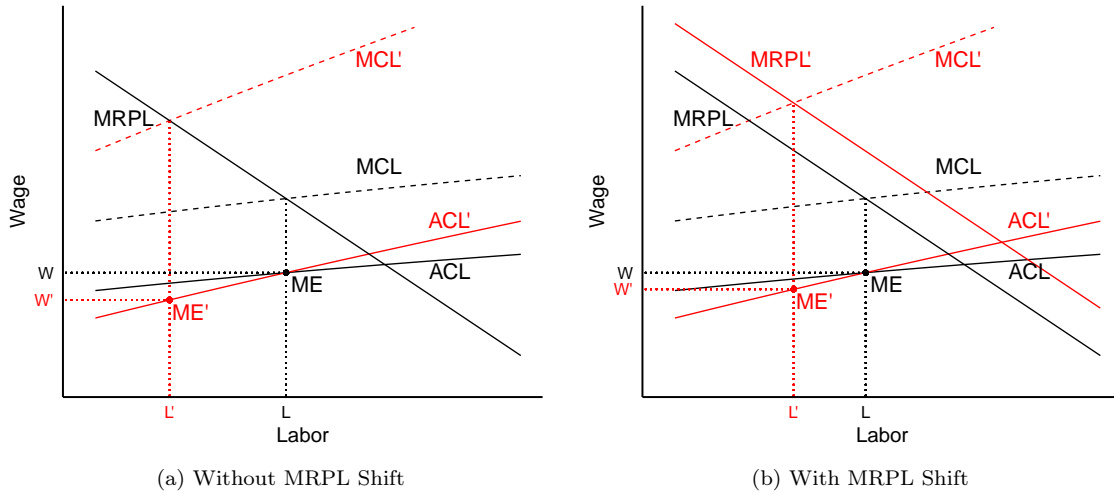 MCL'
MRPL
MCL
Wage
ACL'
ACL
W
ME
W'
ME'
L'
L
Labor
(a) Without MRPL Shift
MRPL'
MCL'
MRPL
MCL
Wage
ACL'
ACL
W
ME
W'
ME'
L'
L
Labor
(b) With MRPL Shift